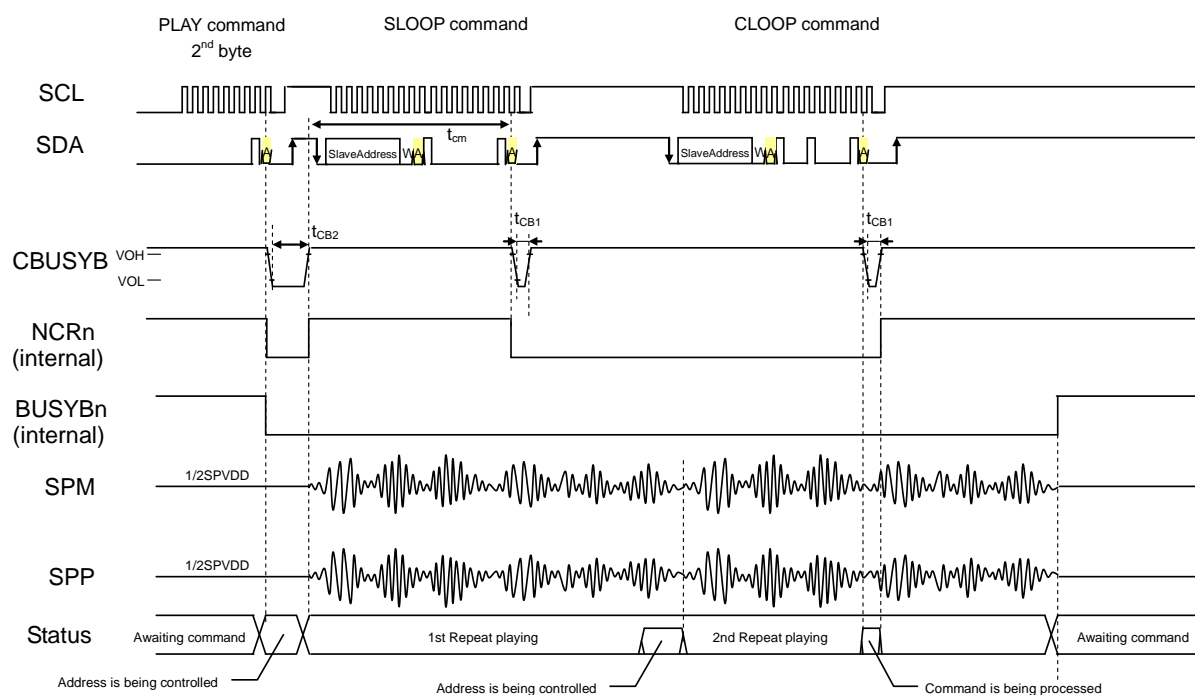 PLAY command
2nd byte
SLOOP command
CLOOP command
SCL
tcm
SDA
A
SlaveAddress
W
A
A
SlaveAddress
W
A
A
tCB2
tCB1
tCB1
CBUSYB
VOH
VOL
NCRn
(internal)
BUSYBn
(internal)
SPM
1/2SPVDD
SPP
1/2SPVDD
Status
Awaiting command
1st Repeat playing
2nd Repeat playing
Awaiting command
Address is being controlled
Address is being controlled
Command is being processed